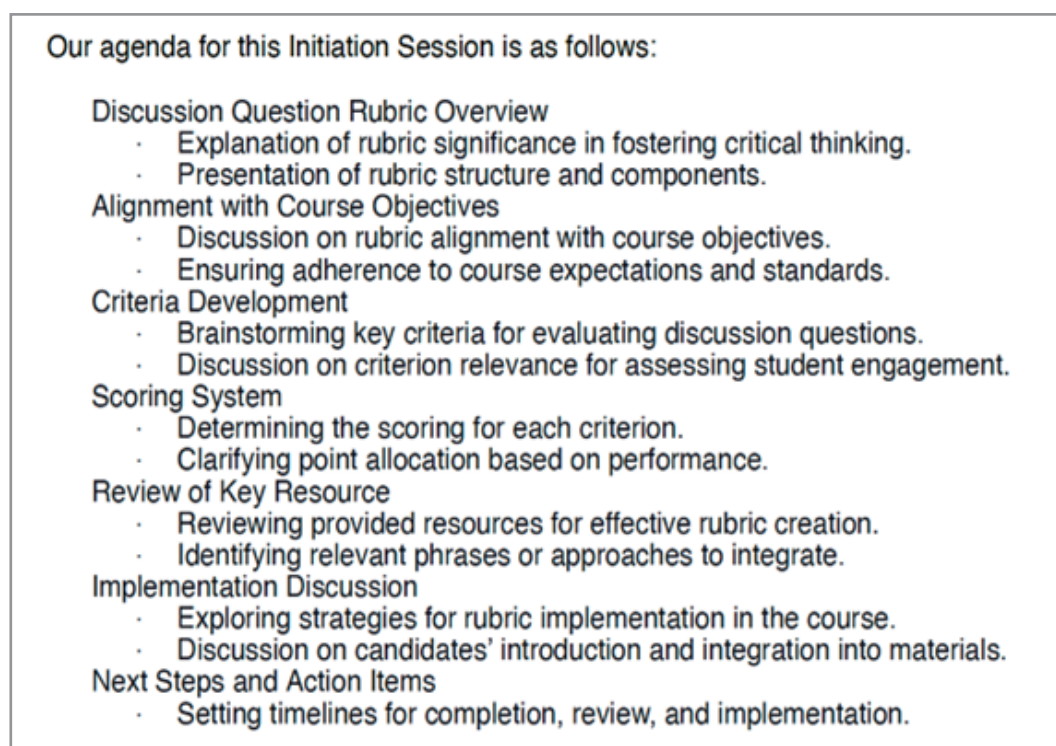 Our agenda for this Initiation Session is as follows:
Discussion Question Rubric Overview
· Explanation of rubric significance in fostering critical thinking.
· Presentation of rubric structure and components.
Alignment with Course Objectives
· Discussion on rubric alignment with course objectives.
· Ensuring adherence to course expectations and standards.
Criteria Development
· Brainstorming key criteria for evaluating discussion questions.
· Discussion on criterion relevance for assessing student engagement.
Scoring System
· Determining the scoring for each criterion.
· Clarifying point allocation based on performance.
Review of Key Resource
· Reviewing provided resources for effective rubric creation.
· Identifying relevant phrases or approaches to integrate.
Implementation Discussion
· Exploring strategies for rubric implementation in the course.
· Discussion on candidates’ introduction and integration into materials.
Next Steps and Action Items
· Setting timelines for completion, review, and implementation.